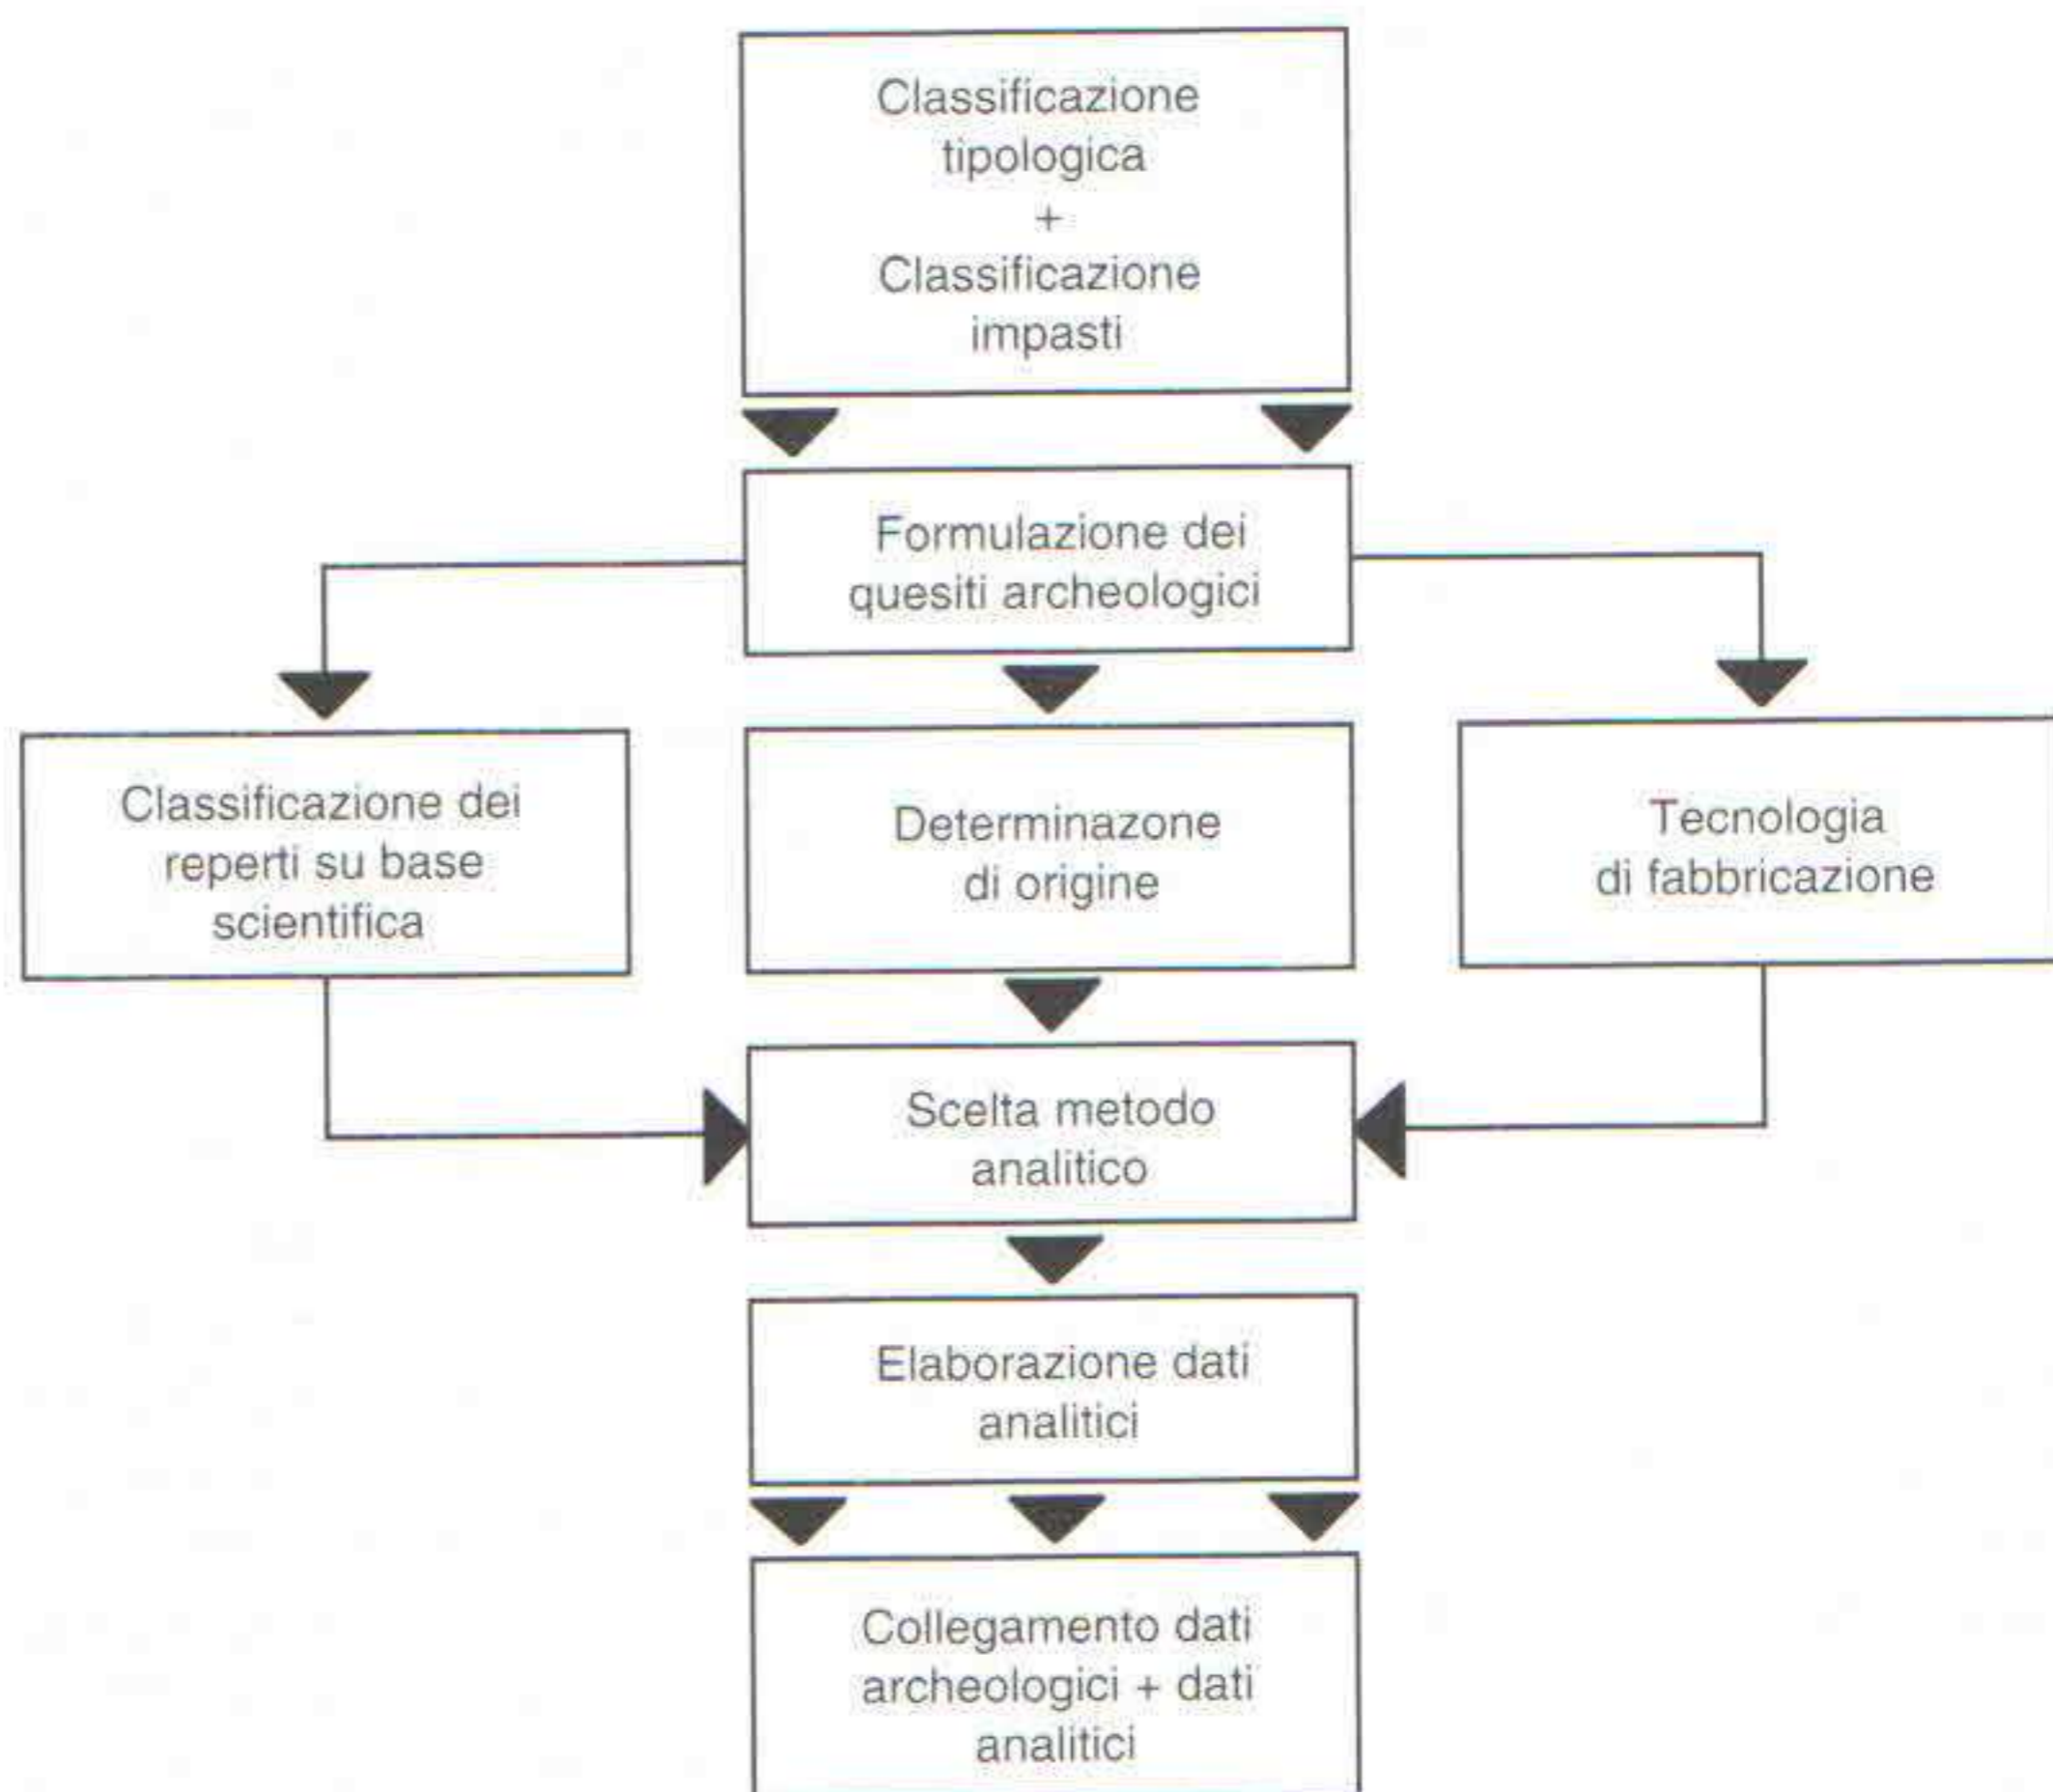 Classificazione
tipologica
+
Classificazione
impasti
Formulazione dei
quesiti archeologici
Classificazione dei
reperti su base
scientifica
Determinazone
di origine
Tecnologia
di fabbricazione
Scelta metodo
analitico
Elaborazione dati
analitici
Collegamento dati
archeologici + dati
analitici